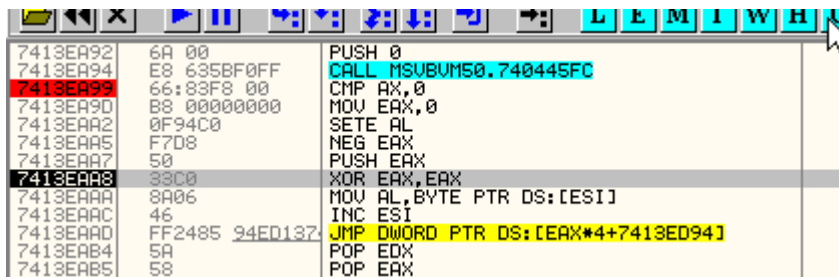 L E M T W H
7413EA92 6A 00 PUSH 0
7413EA94 E8 635BF0FF CALL MSVBVM50.740445FC
7413EA99 66:83F8 00 CMP AX,0
7413EA9D B8 00000000 MOV EAX,0
7413EAA2 0F94C0 SETE AL
7413EAA5 F7D8 NEG EAX
7413EAA7 50 PUSH EAX
7413EAA8 33C0 XOR EAX,EAX
7413EAAA 8A06 MOV AL,BYTE PTR DS:[ESI]
7413EAAC 46 INC ESI
7413EAAD FF2485 94ED137 JMP DWORD PTR DS:[EAX*4+7413ED94]
7413EAB4 5A POP EDX
7413EAB5 58 POP EAX